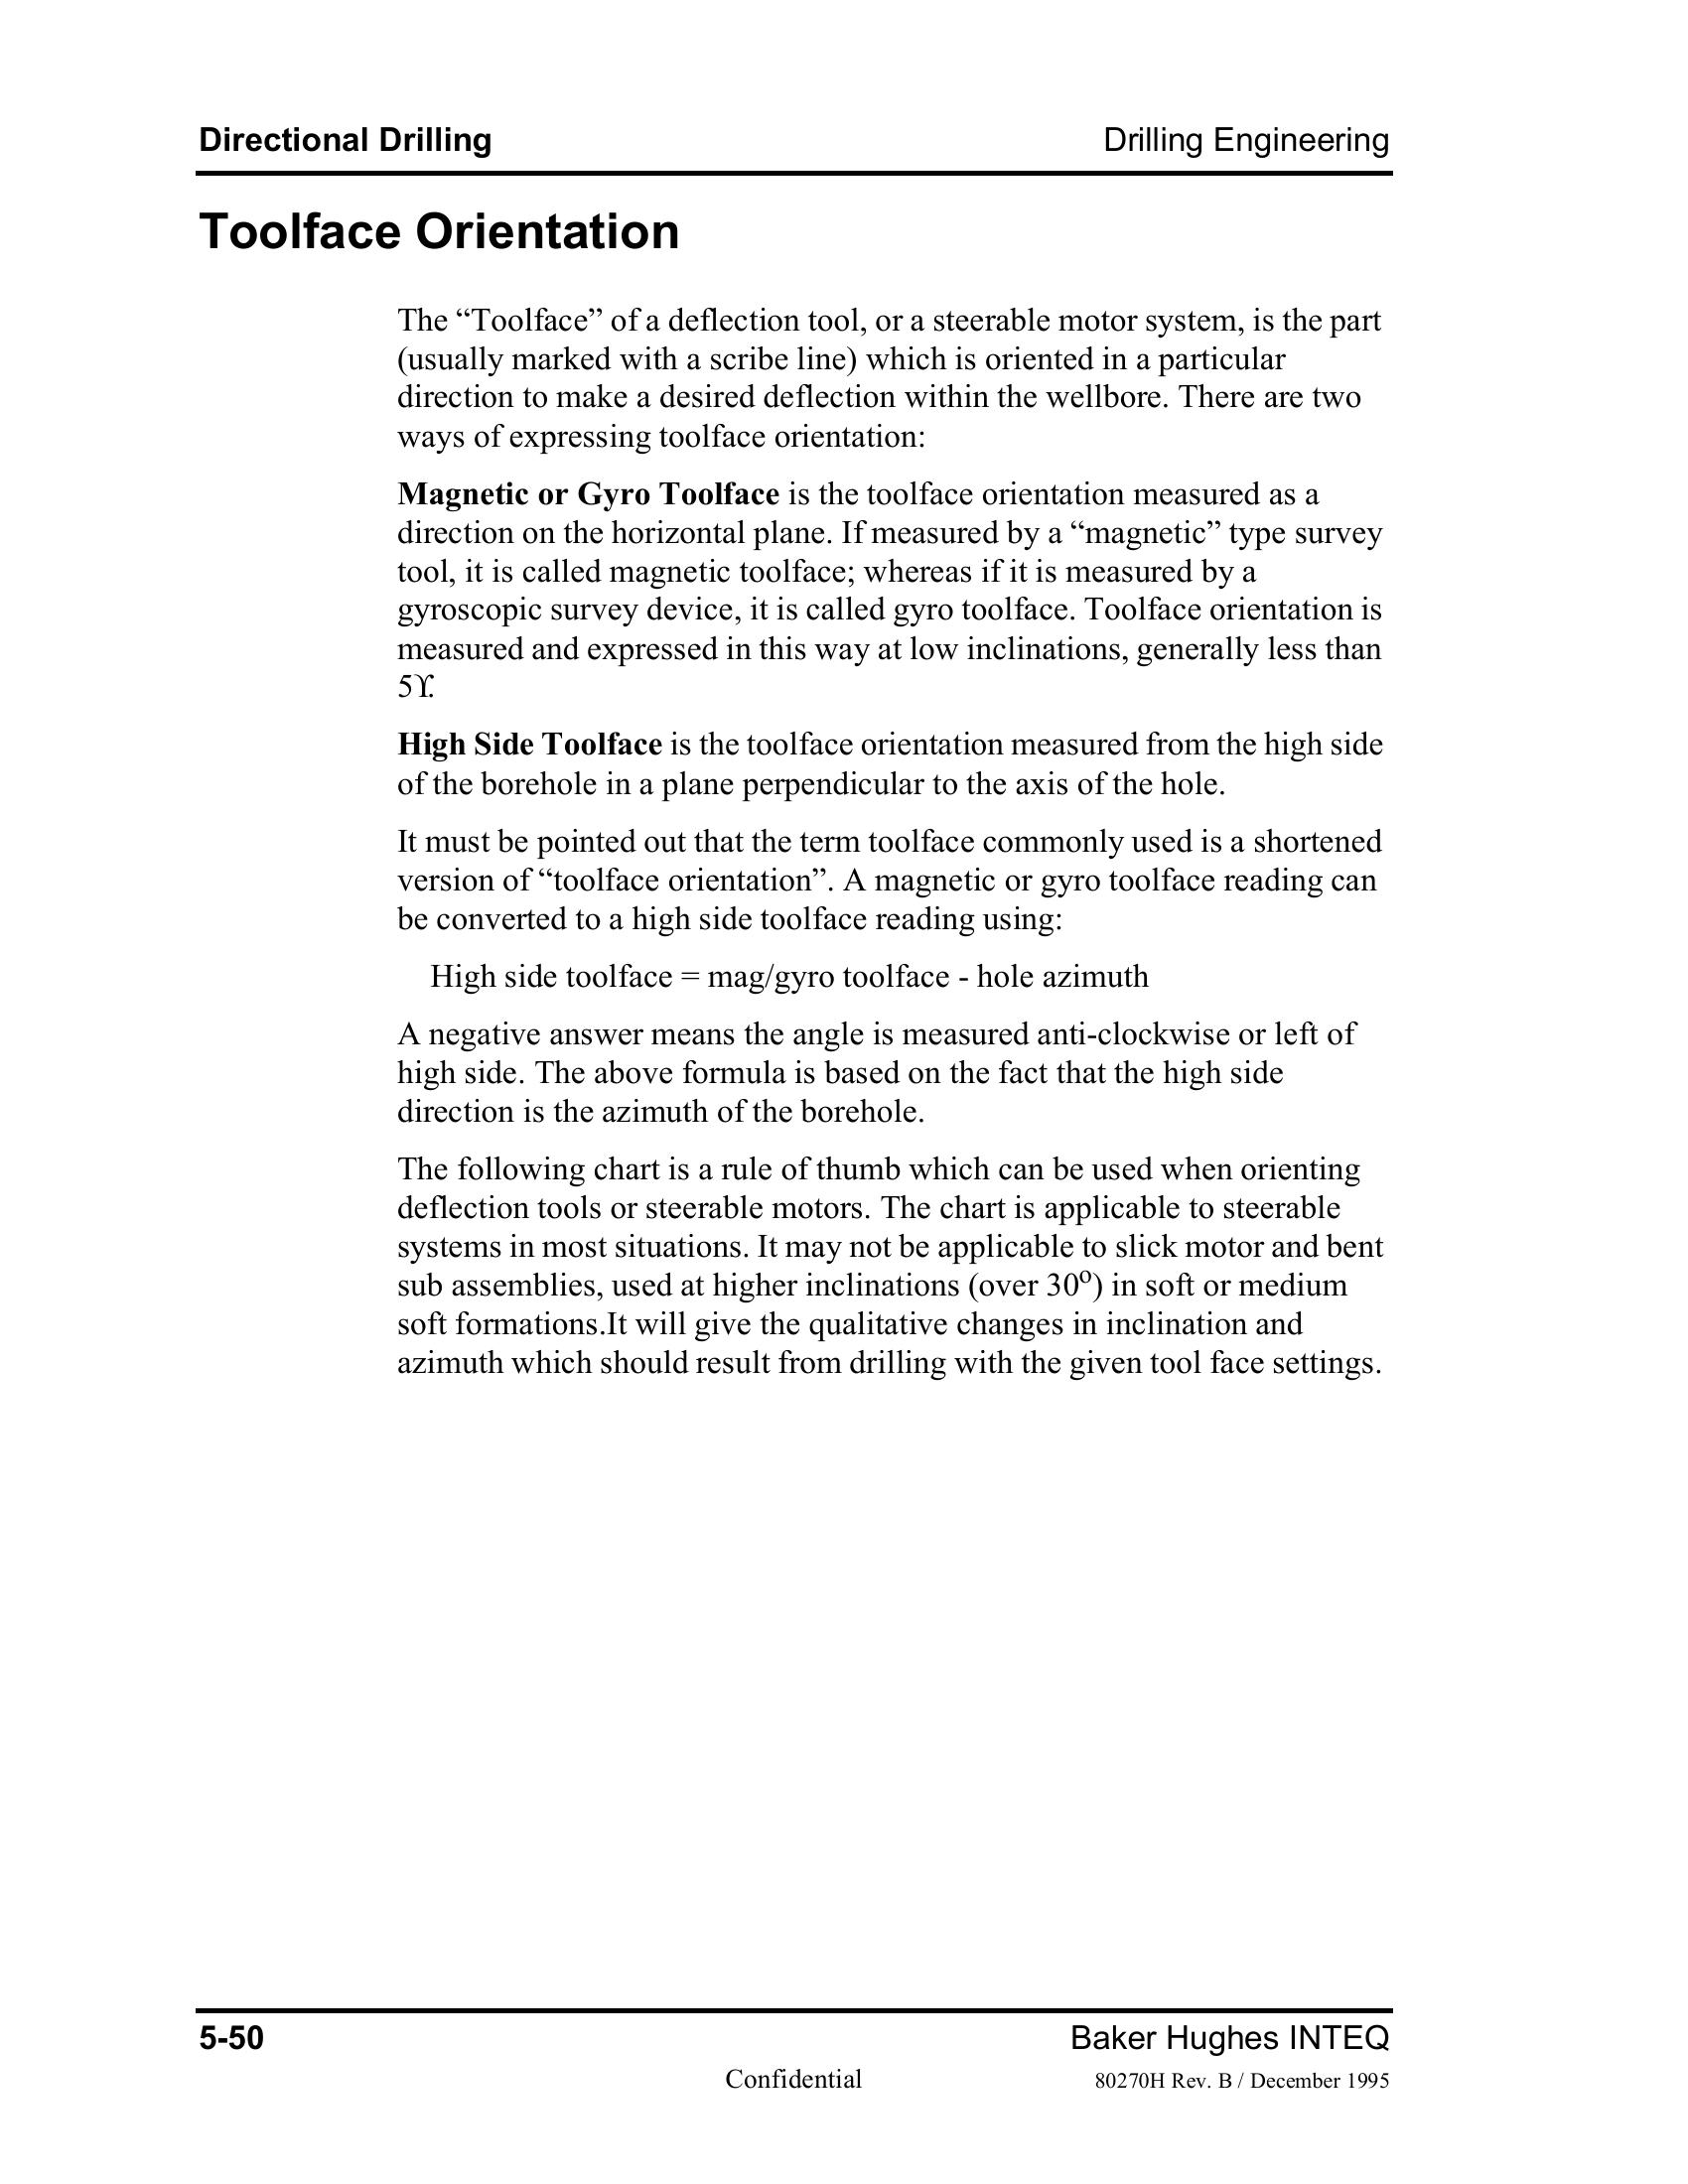 Directional Drilling
Drilling Engineering
Toolface Orientation
The “Toolface” of a deflection tool, or a steerable motor system, is the part
(usually marked with a scribe line) which is oriented in a particular
direction to make a desired deflection within the wellbore. There are two
ways of expressing toolface orientation:
Magnetic or Gyro Toolface is the toolface orientation measured as a
direction on the horizontal plane. If measured by a “magnetic” type survey
tool, it is called magnetic toolface; whereas if it is measured by a
gyroscopic survey device, it is called gyro toolface. Toolface orientation is
measured and expressed in this way at low inclinations, generally less than
5ϒ.
High Side Toolface is the toolface orientation measured from the high side
of the borehole in a plane perpendicular to the axis of the hole.
It must be pointed out that the term toolface commonly used is a shortened
version of “toolface orientation”. A magnetic or gyro toolface reading can
be converted to a high side toolface reading using:
High side toolface = mag/gyro toolface - hole azimuth
A negative answer means the angle is measured anti-clockwise or left of
high side. The above formula is based on the fact that the high side
direction is the azimuth of the borehole.
The following chart is a rule of thumb which can be used when orienting
deflection tools or steerable motors. The chart is applicable to steerable
systems in most situations. It may not be applicable to slick motor and bent
sub assemblies, used at higher inclinations (over 30º) in soft or medium
soft formations.It will give the qualitative changes in inclination and
azimuth which should result from drilling with the given tool face settings.
5-50
Baker Hughes INTEQ
Confidential
80270H Rev. B / December 1995